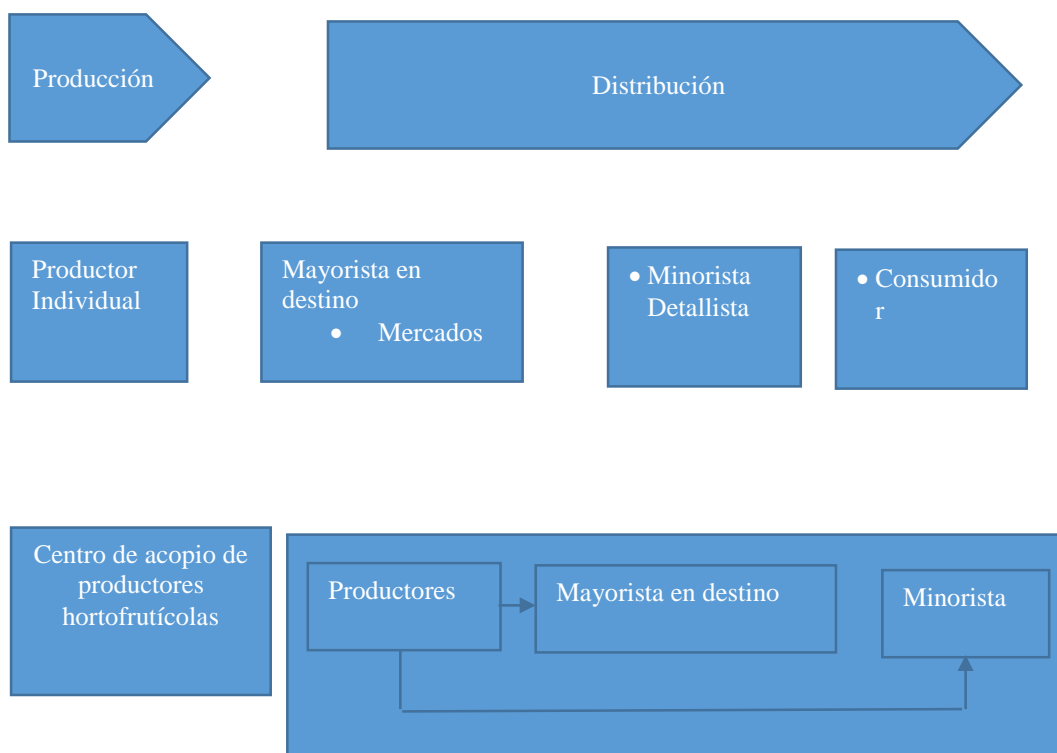 Producción
Distribución
Productor
Individual
Mayorista en
destino
• Mercados
• Minorista
Detallista
• Consumido
r
Centro de acopio de
productores
hortofrutícolas
Productores
Mayorista en destino
Minorista